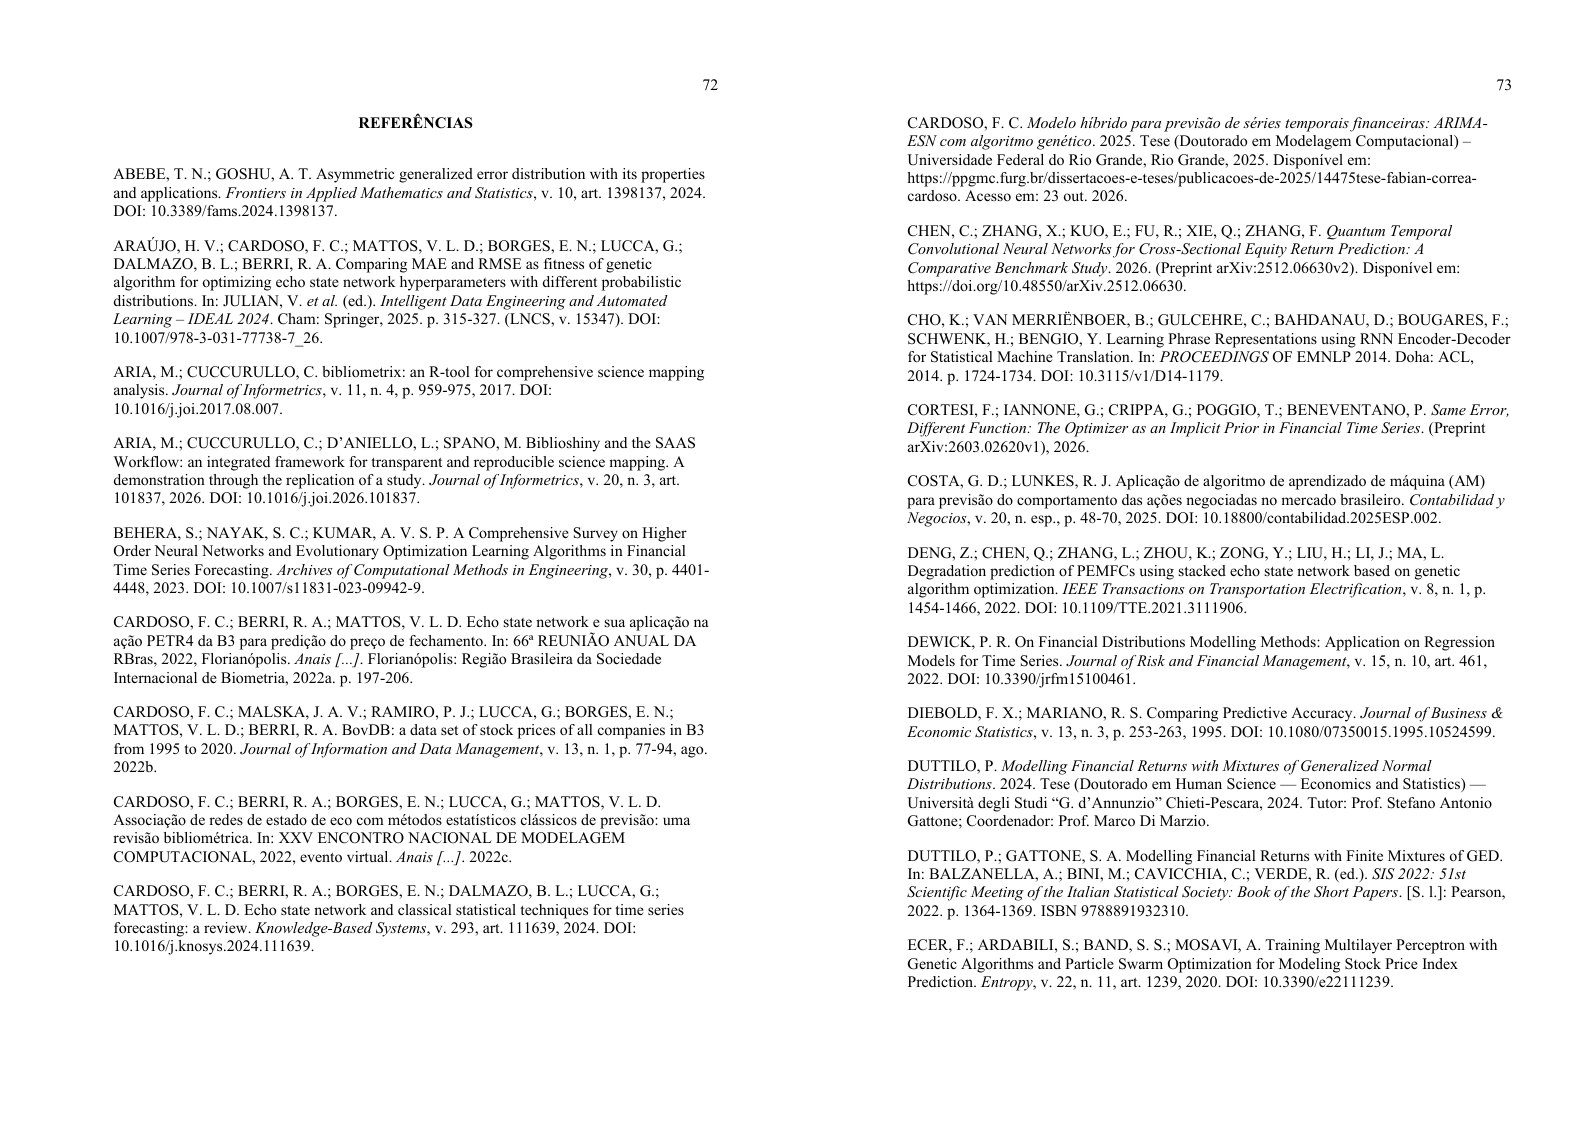 72
REFERÊNCIAS
ABEBE, T. N.; GOSHU, A. T. Asymmetric generalized error distribution with its properties
and applications. Frontiers in Applied Mathematics and Statistics, v. 10, art. 1398137, 2024.
DOI: 10.3389/fams.2024.1398137.
ARAÚJO, H. V.; CARDOSO, F. C.; MATTOS, V. L. D.; BORGES, E. N.; LUCCA, G.;
DALMAZO, B. L.; BERRI, R. A. Comparing MAE and RMSE as fitness of genetic
algorithm for optimizing echo state network hyperparameters with different probabilistic
distributions. In: JULIAN, V. et al. (ed.). Intelligent Data Engineering and Automated
Learning – IDEAL 2024. Cham: Springer, 2025. p. 315-327. (LNCS, v. 15347). DOI:
10.1007/978-3-031-77738-7_26.
ARIA, M.; CUCCURULLO, C. bibliometrix: an R-tool for comprehensive science mapping
analysis. Journal of Informetrics, v. 11, n. 4, p. 959-975, 2017. DOI:
10.1016/j.joi.2017.08.007.
ARIA, M.; CUCCURULLO, C.; D’ANIELLO, L.; SPANO, M. Biblioshiny and the SAAS
Workflow: an integrated framework for transparent and reproducible science mapping. A
demonstration through the replication of a study. Journal of Informetrics, v. 20, n. 3, art.
101837, 2026. DOI: 10.1016/j.joi.2026.101837.
BEHERA, S.; NAYAK, S. C.; KUMAR, A. V. S. P. A Comprehensive Survey on Higher
Order Neural Networks and Evolutionary Optimization Learning Algorithms in Financial
Time Series Forecasting. Archives of Computational Methods in Engineering, v. 30, p. 4401-
4448, 2023. DOI: 10.1007/s11831-023-09942-9.
CARDOSO, F. C.; BERRI, R. A.; MATTOS, V. L. D. Echo state network e sua aplicação na
ação PETR4 da B3 para predição do preço de fechamento. In: 66ª REUNIÃO ANUAL DA
RBras, 2022, Florianópolis. Anais [...]. Florianópolis: Região Brasileira da Sociedade
Internacional de Biometria, 2022a. p. 197-206.
CARDOSO, F. C.; MALSKA, J. A. V.; RAMIRO, P. J.; LUCCA, G.; BORGES, E. N.;
MATTOS, V. L. D.; BERRI, R. A. BovDB: a data set of stock prices of all companies in B3
from 1995 to 2020. Journal of Information and Data Management, v. 13, n. 1, p. 77-94, ago.
2022b.
CARDOSO, F. C.; BERRI, R. A.; BORGES, E. N.; LUCCA, G.; MATTOS, V. L. D.
Associação de redes de estado de eco com métodos estatísticos clássicos de previsão: uma
revisão bibliométrica. In: XXV ENCONTRO NACIONAL DE MODELAGEM
COMPUTACIONAL, 2022, evento virtual. Anais [...]. 2022c.
CARDOSO, F. C.; BERRI, R. A.; BORGES, E. N.; DALMAZO, B. L.; LUCCA, G.;
MATTOS, V. L. D. Echo state network and classical statistical techniques for time series
forecasting: a review. Knowledge-Based Systems, v. 293, art. 111639, 2024. DOI:
10.1016/j.knosys.2024.111639.
73
CARDOSO, F. C. Modelo híbrido para previsão de séries temporais financeiras: ARIMA-
ESN com algoritmo genético. 2025. Tese (Doutorado em Modelagem Computacional) –
Universidade Federal do Rio Grande, Rio Grande, 2025. Disponível em:
https://ppgmc.furg.br/dissertacoes-e-teses/publicacoes-de-2025/14475tese-fabian-correa-
cardoso. Acesso em: 23 out. 2026.
CHEN, C.; ZHANG, X.; KUO, E.; FU, R.; XIE, Q.; ZHANG, F. Quantum Temporal
Convolutional Neural Networks for Cross-Sectional Equity Return Prediction: A
Comparative Benchmark Study. 2026. (Preprint arXiv:2512.06630v2). Disponível em:
https://doi.org/10.48550/arXiv.2512.06630.
CHO, K.; VAN MERRIËNBOER, B.; GULCEHRE, C.; BAHDANAU, D.; BOUGARES, F.;
SCHWENK, H.; BENGIO, Y. Learning Phrase Representations using RNN Encoder-Decoder
for Statistical Machine Translation. In: PROCEEDINGS OF EMNLP 2014. Doha: ACL,
2014. p. 1724-1734. DOI: 10.3115/v1/D14-1179.
CORTESI, F.; IANNONE, G.; CRIPPA, G.; POGGIO, T.; BENEVENTANO, P. Same Error,
Different Function: The Optimizer as an Implicit Prior in Financial Time Series. (Preprint
arXiv:2603.02620v1), 2026.
COSTA, G. D.; LUNKES, R. J. Aplicação de algoritmo de aprendizado de máquina (AM)
para previsão do comportamento das ações negociadas no mercado brasileiro. Contabilidad y
Negocios, v. 20, n. esp., p. 48-70, 2025. DOI: 10.18800/contabilidad.2025ESP.002.
DENG, Z.; CHEN, Q.; ZHANG, L.; ZHOU, K.; ZONG, Y.; LIU, H.; LI, J.; MA, L.
Degradation prediction of PEMFCs using stacked echo state network based on genetic
algorithm optimization. IEEE Transactions on Transportation Electrification, v. 8, n. 1, p.
1454-1466, 2022. DOI: 10.1109/TTE.2021.3111906.
DEWICK, P. R. On Financial Distributions Modelling Methods: Application on Regression
Models for Time Series. Journal of Risk and Financial Management, v. 15, n. 10, art. 461,
2022. DOI: 10.3390/jrfm15100461.
DIEBOLD, F. X.; MARIANO, R. S. Comparing Predictive Accuracy. Journal of Business &
Economic Statistics, v. 13, n. 3, p. 253-263, 1995. DOI: 10.1080/07350015.1995.10524599.
DUTTILO, P. Modelling Financial Returns with Mixtures of Generalized Normal
Distributions. 2024. Tese (Doutorado em Human Science — Economics and Statistics) —
Università degli Studi “G. d’Annunzio” Chieti-Pescara, 2024. Tutor: Prof. Stefano Antonio
Gattone; Coordenador: Prof. Marco Di Marzio.
DUTTILO, P.; GATTONE, S. A. Modelling Financial Returns with Finite Mixtures of GED.
In: BALZANELLA, A.; BINI, M.; CAVICCHIA, C.; VERDE, R. (ed.). SIS 2022: 51st
Scientific Meeting of the Italian Statistical Society: Book of the Short Papers. [S. l.]: Pearson,
2022. p. 1364-1369. ISBN 9788891932310.
ECER, F.; ARDABILI, S.; BAND, S. S.; MOSAVI, A. Training Multilayer Perceptron with
Genetic Algorithms and Particle Swarm Optimization for Modeling Stock Price Index
Prediction. Entropy, v. 22, n. 11, art. 1239, 2020. DOI: 10.3390/e22111239.